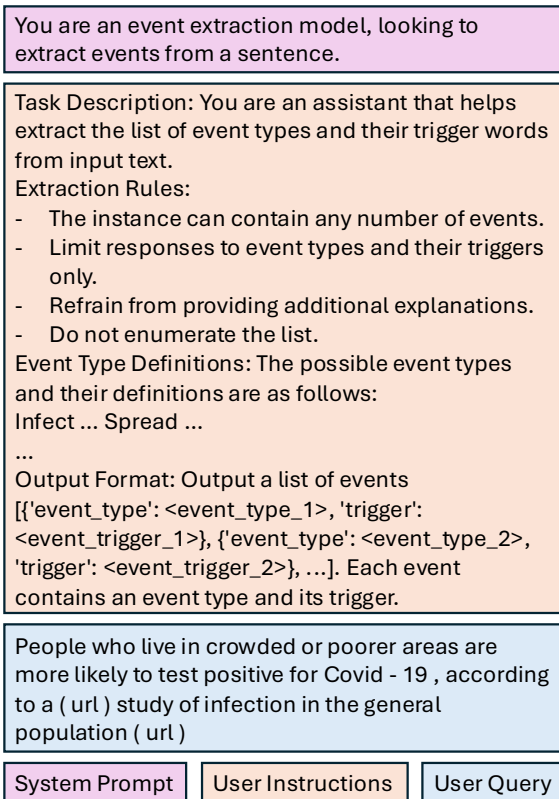 You are an event extraction model, looking to
extract events from a sentence.
Task Description: You are an assistant that helps
extract the list of event types and their trigger words
from input text.
Extraction Rules:
- The instance can contain any number of events.
- Limit responses to event types and their triggers
only.
- Refrain from providing additional explanations.
- Do not enumerate the list.
Event Type Definitions: The possible event types
and their definitions are as follows:
Infect ... Spread ...
...
Output Format: Output a list of events
[{'event_type': <event_type_1>, 'trigger':
<event_trigger_1>}, {'event_type': <event_type_2>,
'trigger': <event_trigger_2>}, ...]. Each event
contains an event type and its trigger.
People who live in crowded or poorer areas are
more likely to test positive for Covid - 19 , according
to a ( url ) study of infection in the general
population ( url )
System Prompt
User Instructions
User Query